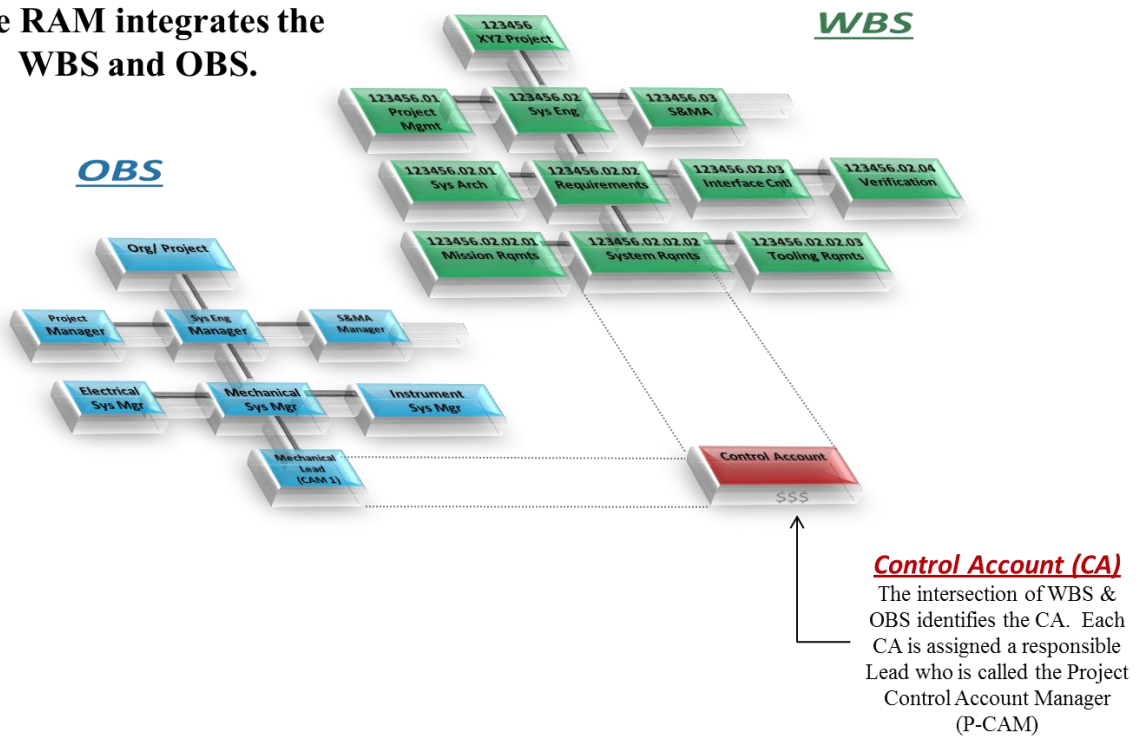 e RAM integrates the
WBS and OBS.
WBS
123456
XYZ Project
123456.01
Project
Mgmt
123456.02
Sys Eng
123456.03
S&MA
123456.02.01
Sys Arch
123456.02.02
Requirements
123456.02.03
Interface Cntl
123456.02.04
Verification
123456.02.02.01
Mission Rqmts
123456.02.02.02
System Rqmts
123456.02.02.03
Tooling Rqmts
OBS
Org/ Project
Project
Manager
Sys Eng
Manager
S&MA
Manager
Electrical
Sys Mgr
Mechanical
Sys Mgr
Instrument
Sys Mgr
Mechanical
Lead
(CAM 1)
Control Account
$$$
Control Account (CA)
The intersection of WBS &
OBS identifies the CA. Each
CA is assigned a responsible
Lead who is called the Project
Control Account Manager
(P-CAM)